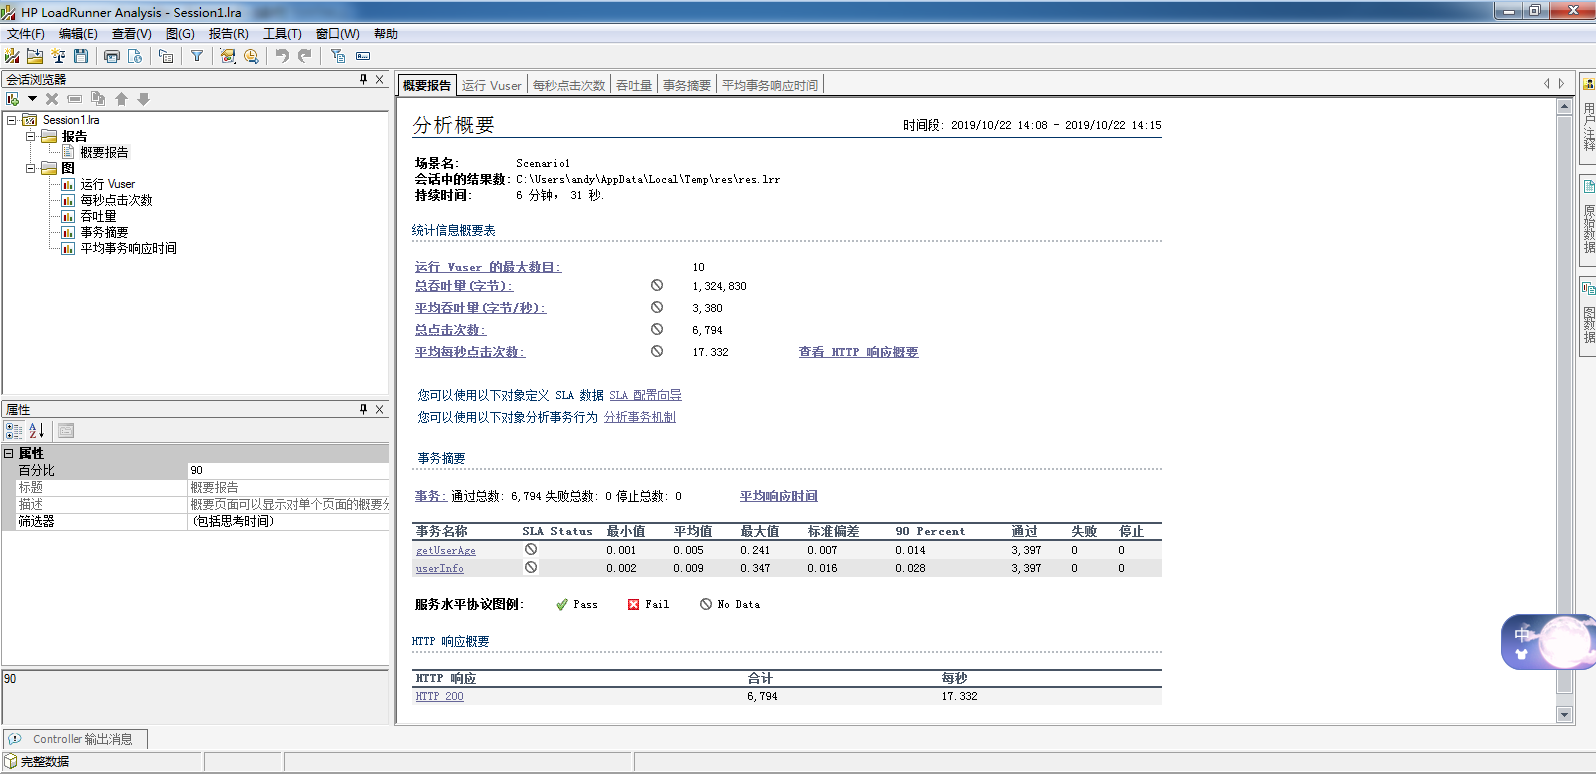 HP LoadRunner Analysis - Session1.lra
文件(F) 编辑(E) 查看(V) 图(G) 报告(R) 工具(T) 窗口(W) 帮助
会话浏览器
Session1.lra
报告
概要报告
图
运行 Vuser
每秒点击次数
吞吐量
事务摘要
平均事务响应时间
属性
属性
百分比 90
标题 概要报告
描述 概要页面可以显示对单个页面的概要分
筛选器 (包括思考时间)
90
概要报告 运行 Vuser 每秒点击次数 吞吐量 事务摘要 平均事务响应时间
分析概要 时间段: 2019/10/22 14:08 - 2019/10/22 14:15
场景名: Scenario1
会话中的结果数: C:\Users\andy\AppData\Local\Temp\res\res.lrr
持续时间: 6 分钟, 31 秒.
统计信息概要表
运行 Vuser 的最大数目: 10
总吞吐量(字节): 1,324,830
平均吞吐量(字节/秒): 3,380
总点击次数: 6,794
平均每秒点击次数: 17.332 查看 HTTP 响应概要
您可以使用以下对象定义 SLA 数据 SLA 配置向导
您可以使用以下对象分析事务行为 分析事务机制
事务摘要
事务: 通过总数: 6,794 失败总数: 0 停止总数: 0 平均响应时间
事务名称 SLA Status 最小值 平均值 最大值 标准偏差 90 Percent 通过 失败 停止
getUserAge 0.001 0.005 0.241 0.007 0.014 3,397 0 0
userInfo 0.002 0.009 0.347 0.016 0.028 3,397 0 0
服务水平协议图例: Pass Fail No Data
HTTP 响应概要
HTTP 响应 合计 每秒
HTTP 200 6,794 17.332
用户注释
原始数据
图数据
中
Controller 输出消息
完整数据